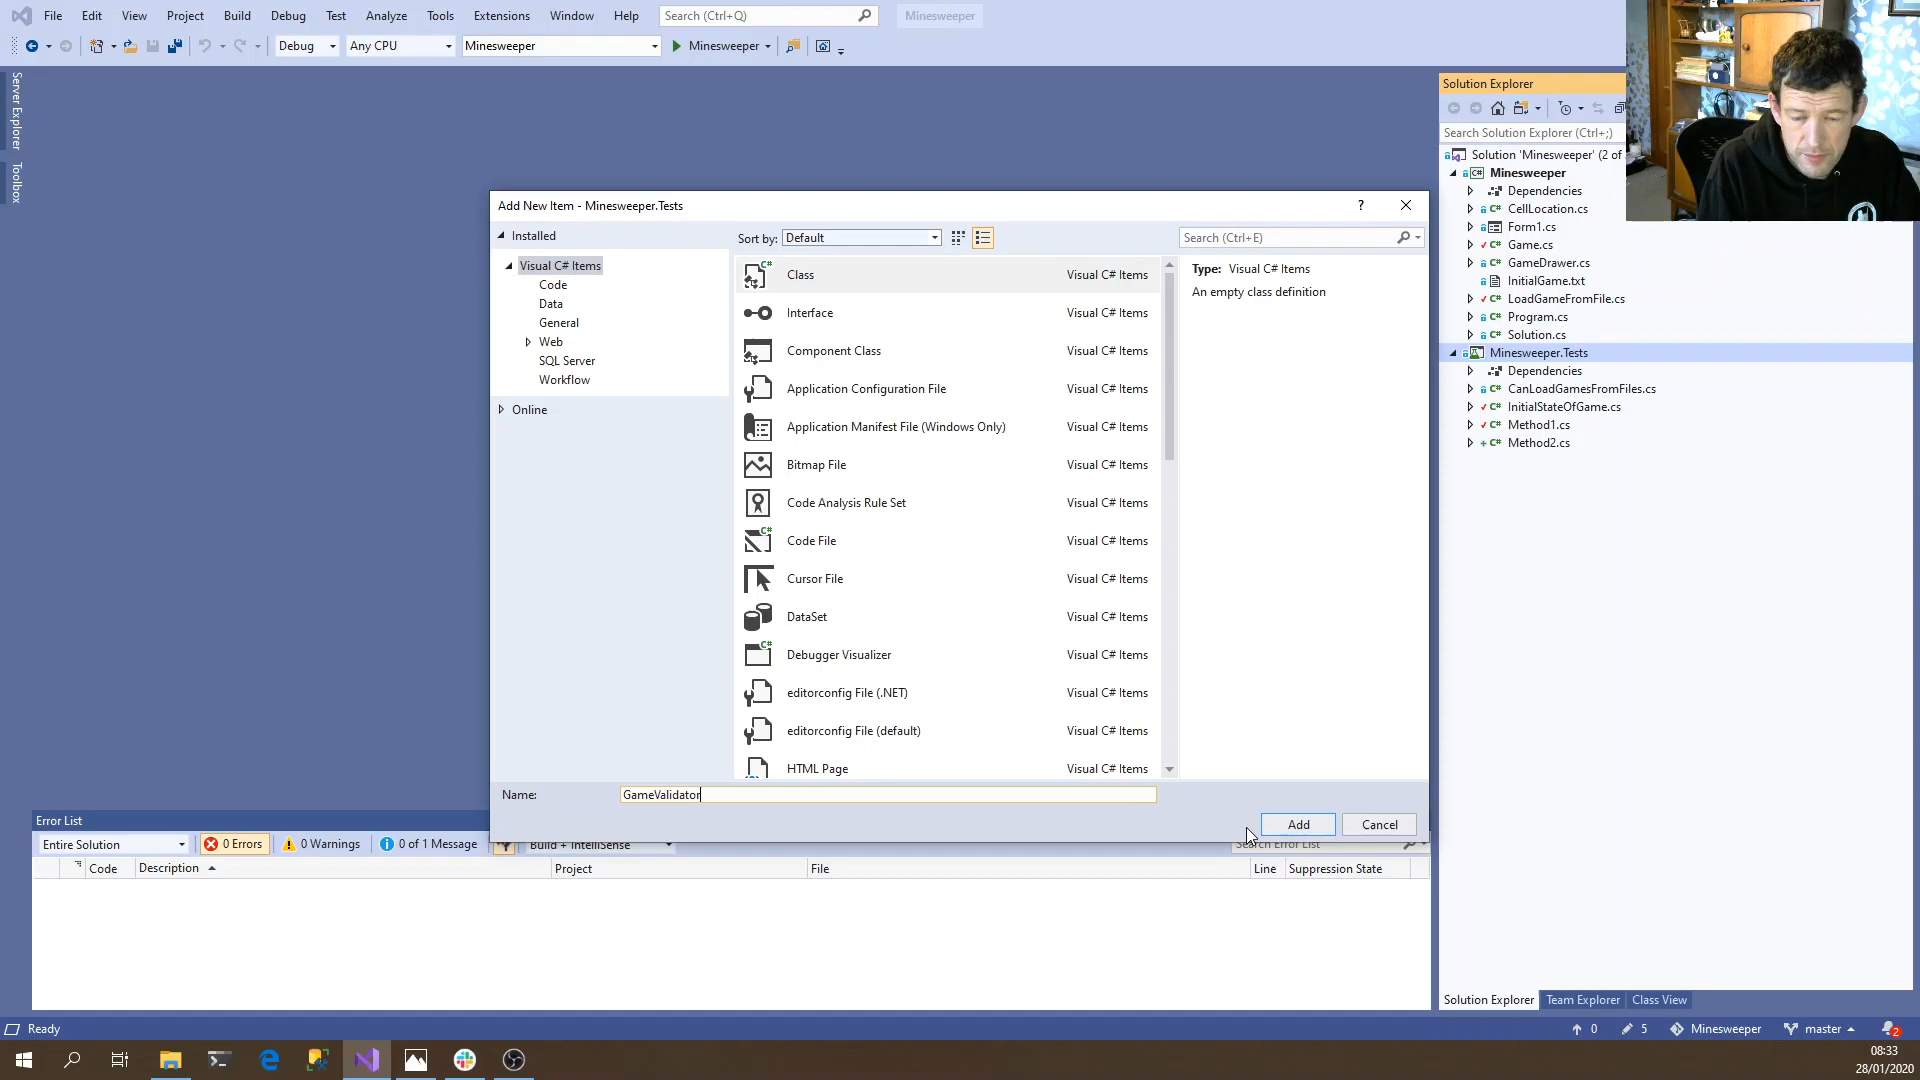 File Edit View Project Build Debug Test Analyze Tools Extensions Window Help Search (Ctrl+Q) Minesweeper
Debug Any CPU Minesweeper Minesweeper
Server Explorer
Toolbox
Solution Explorer
Search Solution Explorer (Ctrl+;)
Solution 'Minesweeper' (2 of
Minesweeper
Dependencies
CellLocation.cs
Form1.cs
Game.cs
GameDrawer.cs
InitialGame.txt
LoadGameFromFile.cs
Program.cs
Solution.cs
Minesweeper.Tests
Dependencies
CanLoadGamesFromFiles.cs
InitialStateOfGame.cs
Method1.cs
Method2.cs
Add New Item - Minesweeper.Tests
Installed
Visual C# Items
Code
Data
General
Web
SQL Server
Workflow
Online
Sort by: Default
Search (Ctrl+E)
Class Visual C# Items
Interface Visual C# Items
Component Class Visual C# Items
Application Configuration File Visual C# Items
Application Manifest File (Windows Only) Visual C# Items
Bitmap File Visual C# Items
Code Analysis Rule Set Visual C# Items
Code File Visual C# Items
Cursor File Visual C# Items
DataSet Visual C# Items
Debugger Visualizer Visual C# Items
editorconfig File (.NET) Visual C# Items
editorconfig File (default) Visual C# Items
HTML Page Visual C# Items
Type: Visual C# Items
An empty class definition
Name: GameValidator
Add Cancel
Error List
Entire Solution 0 Errors 0 Warnings 0 of 1 Message Build + IntelliSense Search Error List
Code Description Project File Line Suppression State
Solution Explorer Team Explorer Class View
Ready 0 5 Minesweeper master 2
08:33
28/01/2020